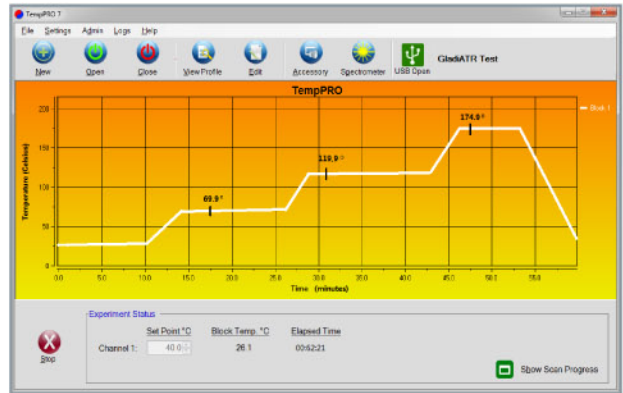 TempPRO 7
File Settings Admin Logs Help
New Open Close View Profile Edit Accessory Spectrometer USB Open GladiATR Test
TempPRO
Block 1
Temperature (Celsius)
200
150
100
50
0
174.9°
119.9°
69.9°
0.0 5.0 10.0 15.0 20.0 25.0 30.0 35.0 40.0 45.0 50.0 55.0
Time (minutes)
Experiment Status
Set Point °C Block Temp. °C Elapsed Time
Channel 1: 40.0 26.1 00:52:21
Stop
Show Scan Progress